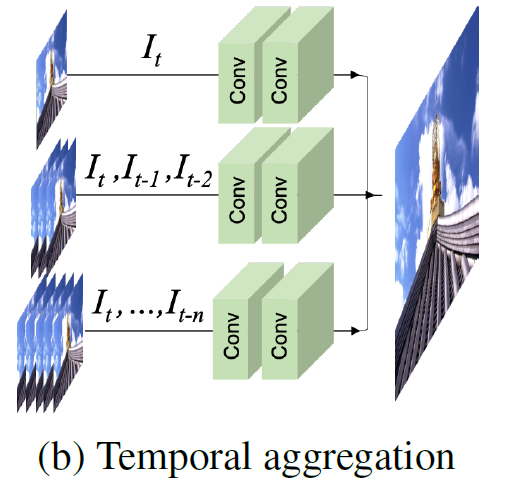 I_t
Conv Conv
I_t, I_{t-1}, I_{t-2}
Conv Conv
I_t, ..., I_{t-n}
Conv Conv
(b) Temporal aggregation